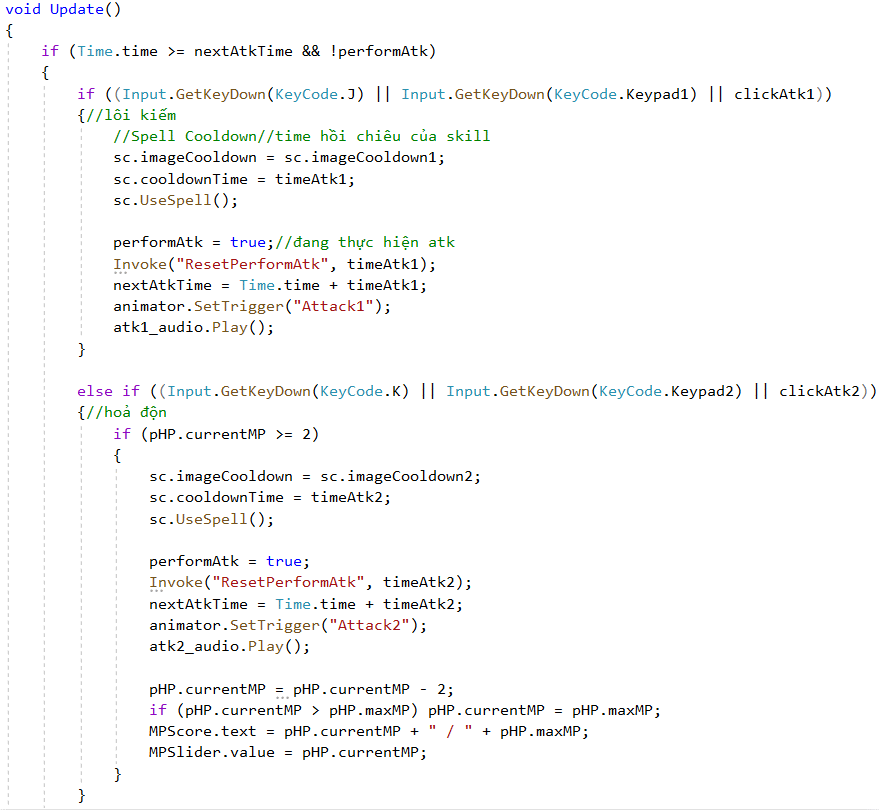 void Update()
{
    if (Time.time >= nextAtkTime && !performAtk)
    {
        if ((Input.GetKeyDown(KeyCode.J) || Input.GetKeyDown(KeyCode.Keypad1) || clickAtk1))
        {//lôi kiếm
            //Spell Cooldown//time hồi chiêu của skill
            sc.imageCooldown = sc.imageCooldown1;
            sc.cooldownTime = timeAtk1;
            sc.UseSpell();

            performAtk = true;//đang thực hiện atk
            Invoke("ResetPerformAtk", timeAtk1);
            nextAtkTime = Time.time + timeAtk1;
            animator.SetTrigger("Attack1");
            atk1_audio.Play();
        }

        else if ((Input.GetKeyDown(KeyCode.K) || Input.GetKeyDown(KeyCode.Keypad2) || clickAtk2))
        {//hoả độn
            if (pHP.currentMP >= 2)
            {
                sc.imageCooldown = sc.imageCooldown2;
                sc.cooldownTime = timeAtk2;
                sc.UseSpell();

                performAtk = true;
                Invoke("ResetPerformAtk", timeAtk2);
                nextAtkTime = Time.time + timeAtk2;
                animator.SetTrigger("Attack2");
                atk2_audio.Play();

                pHP.currentMP = pHP.currentMP - 2;
                if (pHP.currentMP > pHP.maxMP) pHP.currentMP = pHP.maxMP;
                MPScore.text = pHP.currentMP + " / " + pHP.maxMP;
                MPSlider.value = pHP.currentMP;
            }
        }